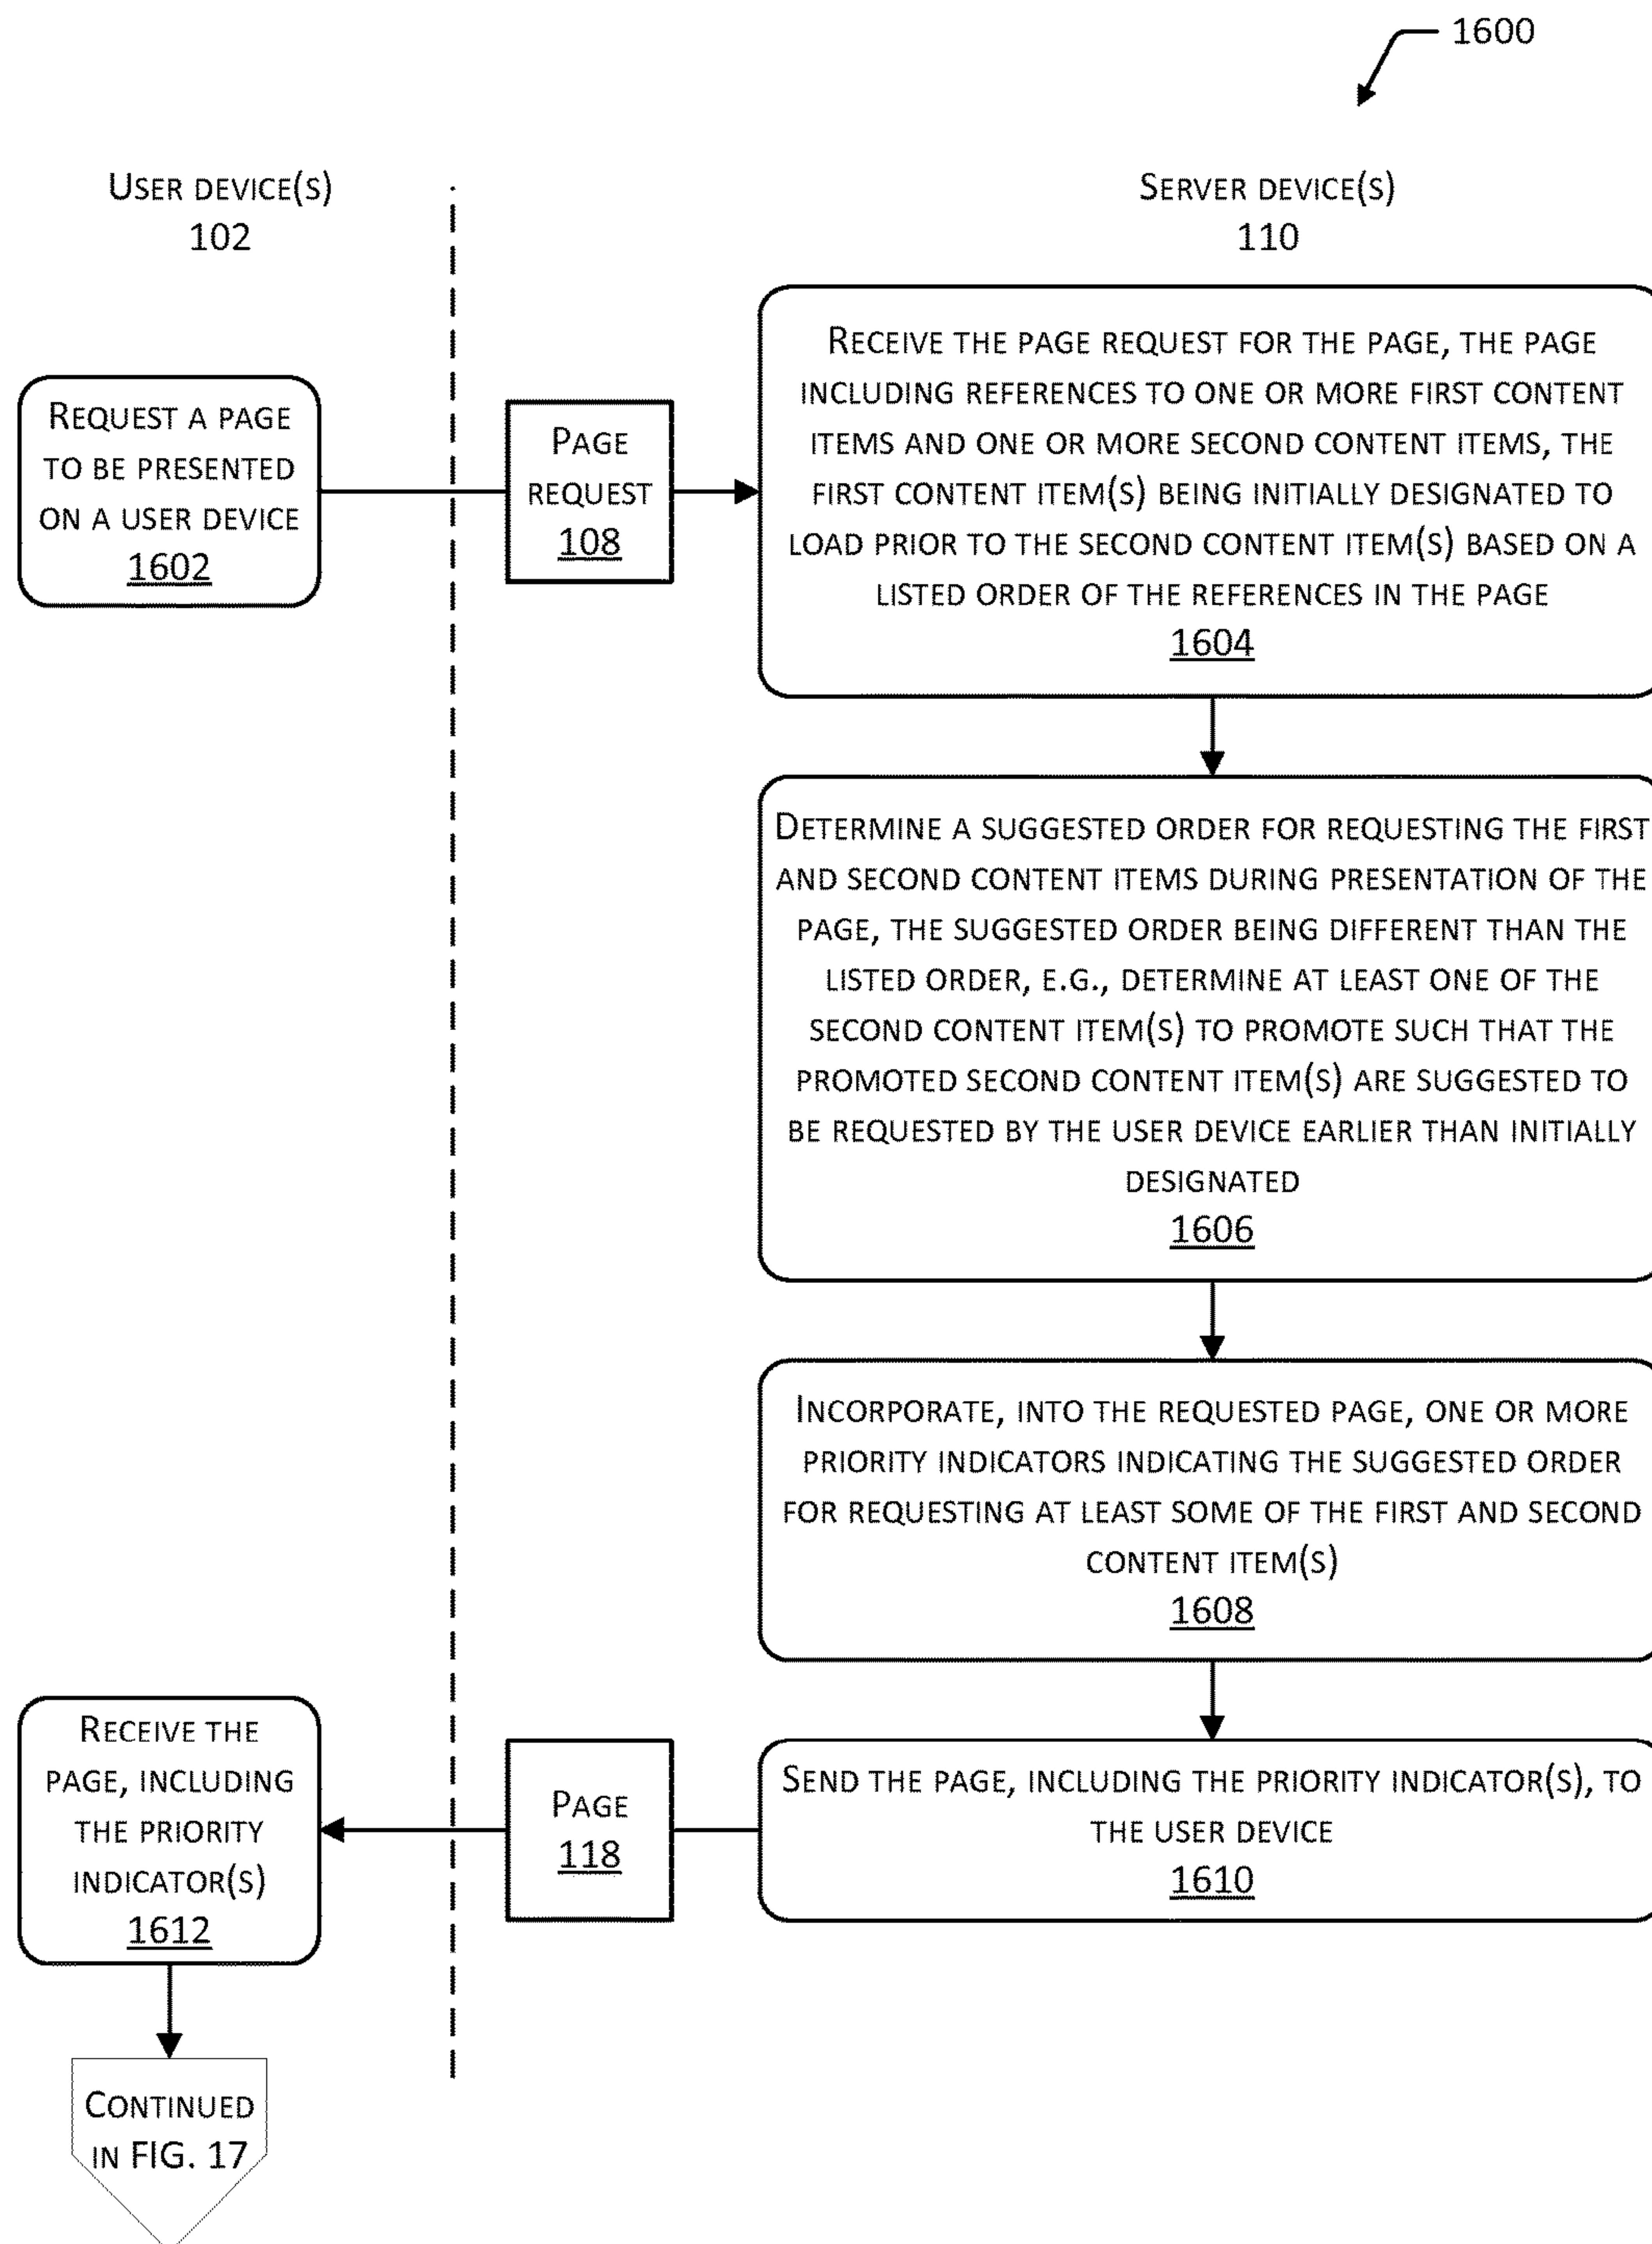 1600
USER DEVICE(S)
102
SERVER DEVICE(S)
110
REQUEST A PAGE
TO BE PRESENTED
ON A USER DEVICE
1602
PAGE
REQUEST
108
RECEIVE THE PAGE REQUEST FOR THE PAGE, THE PAGE
INCLUDING REFERENCES TO ONE OR MORE FIRST CONTENT
ITEMS AND ONE OR MORE SECOND CONTENT ITEMS, THE
FIRST CONTENT ITEM(S) BEING INITIALLY DESIGNATED TO
LOAD PRIOR TO THE SECOND CONTENT ITEM(S) BASED ON A
LISTED ORDER OF THE REFERENCES IN THE PAGE
1604
DETERMINE A SUGGESTED ORDER FOR REQUESTING THE FIRST
AND SECOND CONTENT ITEMS DURING PRESENTATION OF THE
PAGE, THE SUGGESTED ORDER BEING DIFFERENT THAN THE
LISTED ORDER, E.G., DETERMINE AT LEAST ONE OF THE
SECOND CONTENT ITEM(S) TO PROMOTE SUCH THAT THE
PROMOTED SECOND CONTENT ITEM(S) ARE SUGGESTED TO
BE REQUESTED BY THE USER DEVICE EARLIER THAN INITIALLY
DESIGNATED
1606
INCORPORATE, INTO THE REQUESTED PAGE, ONE OR MORE
PRIORITY INDICATORS INDICATING THE SUGGESTED ORDER
FOR REQUESTING AT LEAST SOME OF THE FIRST AND SECOND
CONTENT ITEM(S)
1608
SEND THE PAGE, INCLUDING THE PRIORITY INDICATOR(S), TO
THE USER DEVICE
1610
PAGE
118
RECEIVE THE
PAGE, INCLUDING
THE PRIORITY
INDICATOR(S)
1612
CONTINUED
IN FIG. 17